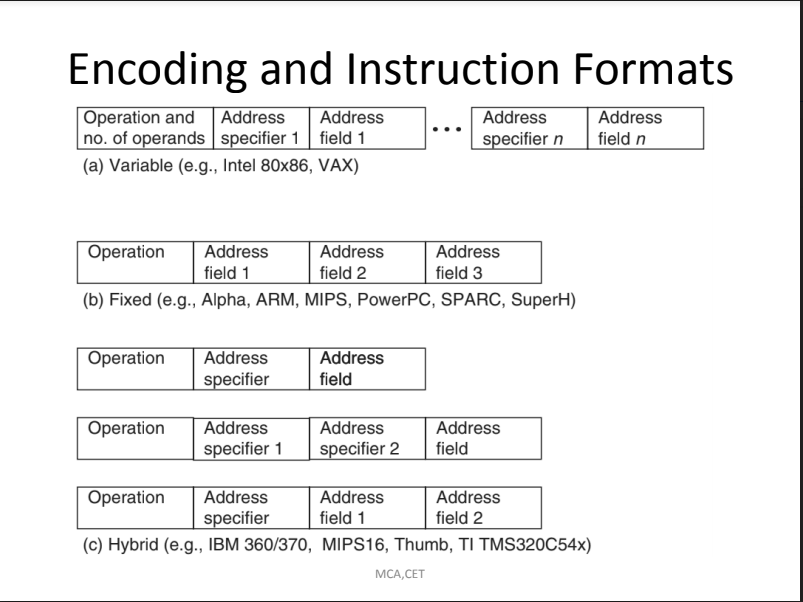 Encoding and Instruction Formats
Operation and no. of operands
Address specifier 1
Address field 1
...
Address specifier n
Address field n
(a) Variable (e.g., Intel 80x86, VAX)
Operation
Address field 1
Address field 2
Address field 3
(b) Fixed (e.g., Alpha, ARM, MIPS, PowerPC, SPARC, SuperH)
Operation
Address specifier
Address field
Operation
Address specifier 1
Address specifier 2
Address field
Operation
Address specifier
Address field 1
Address field 2
(c) Hybrid (e.g., IBM 360/370, MIPS16, Thumb, TI TMS320C54x)
MCA,CET